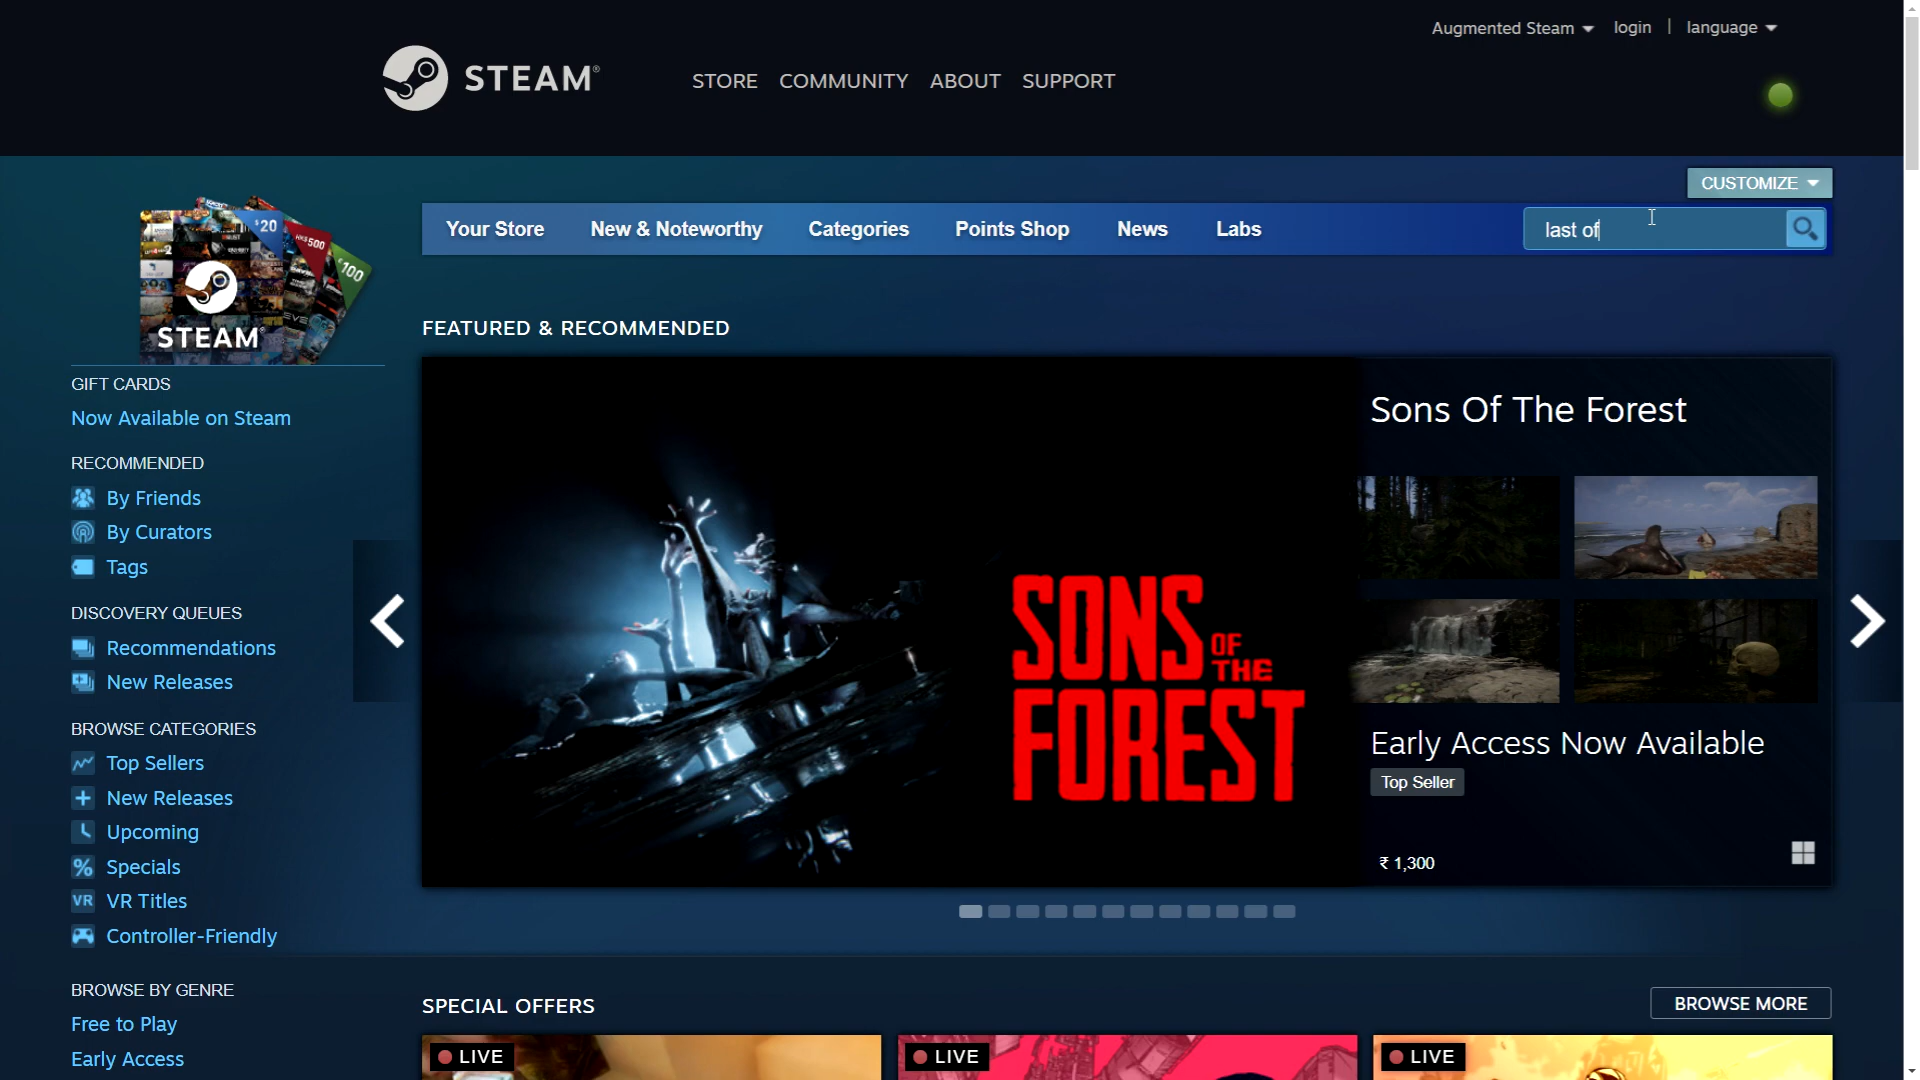 Augmented Steam
login | language
STEAM®
STORE COMMUNITY ABOUT SUPPORT
CUSTOMIZE
Your Store New & Noteworthy Categories Points Shop News Labs
last of
$20
HK$500
£100
STEAM
FEATURED & RECOMMENDED
GIFT CARDS
Now Available on Steam
RECOMMENDED
By Friends
By Curators
Tags
DISCOVERY QUEUES
Recommendations
New Releases
BROWSE CATEGORIES
Top Sellers
New Releases
Upcoming
Specials
VR VR Titles
Controller-Friendly
BROWSE BY GENRE
Free to Play
Early Access
SONS OF THE FOREST
Sons Of The Forest
Early Access Now Available
Top Seller
₹ 1,300
SPECIAL OFFERS
BROWSE MORE
LIVE
LIVE
LIVE